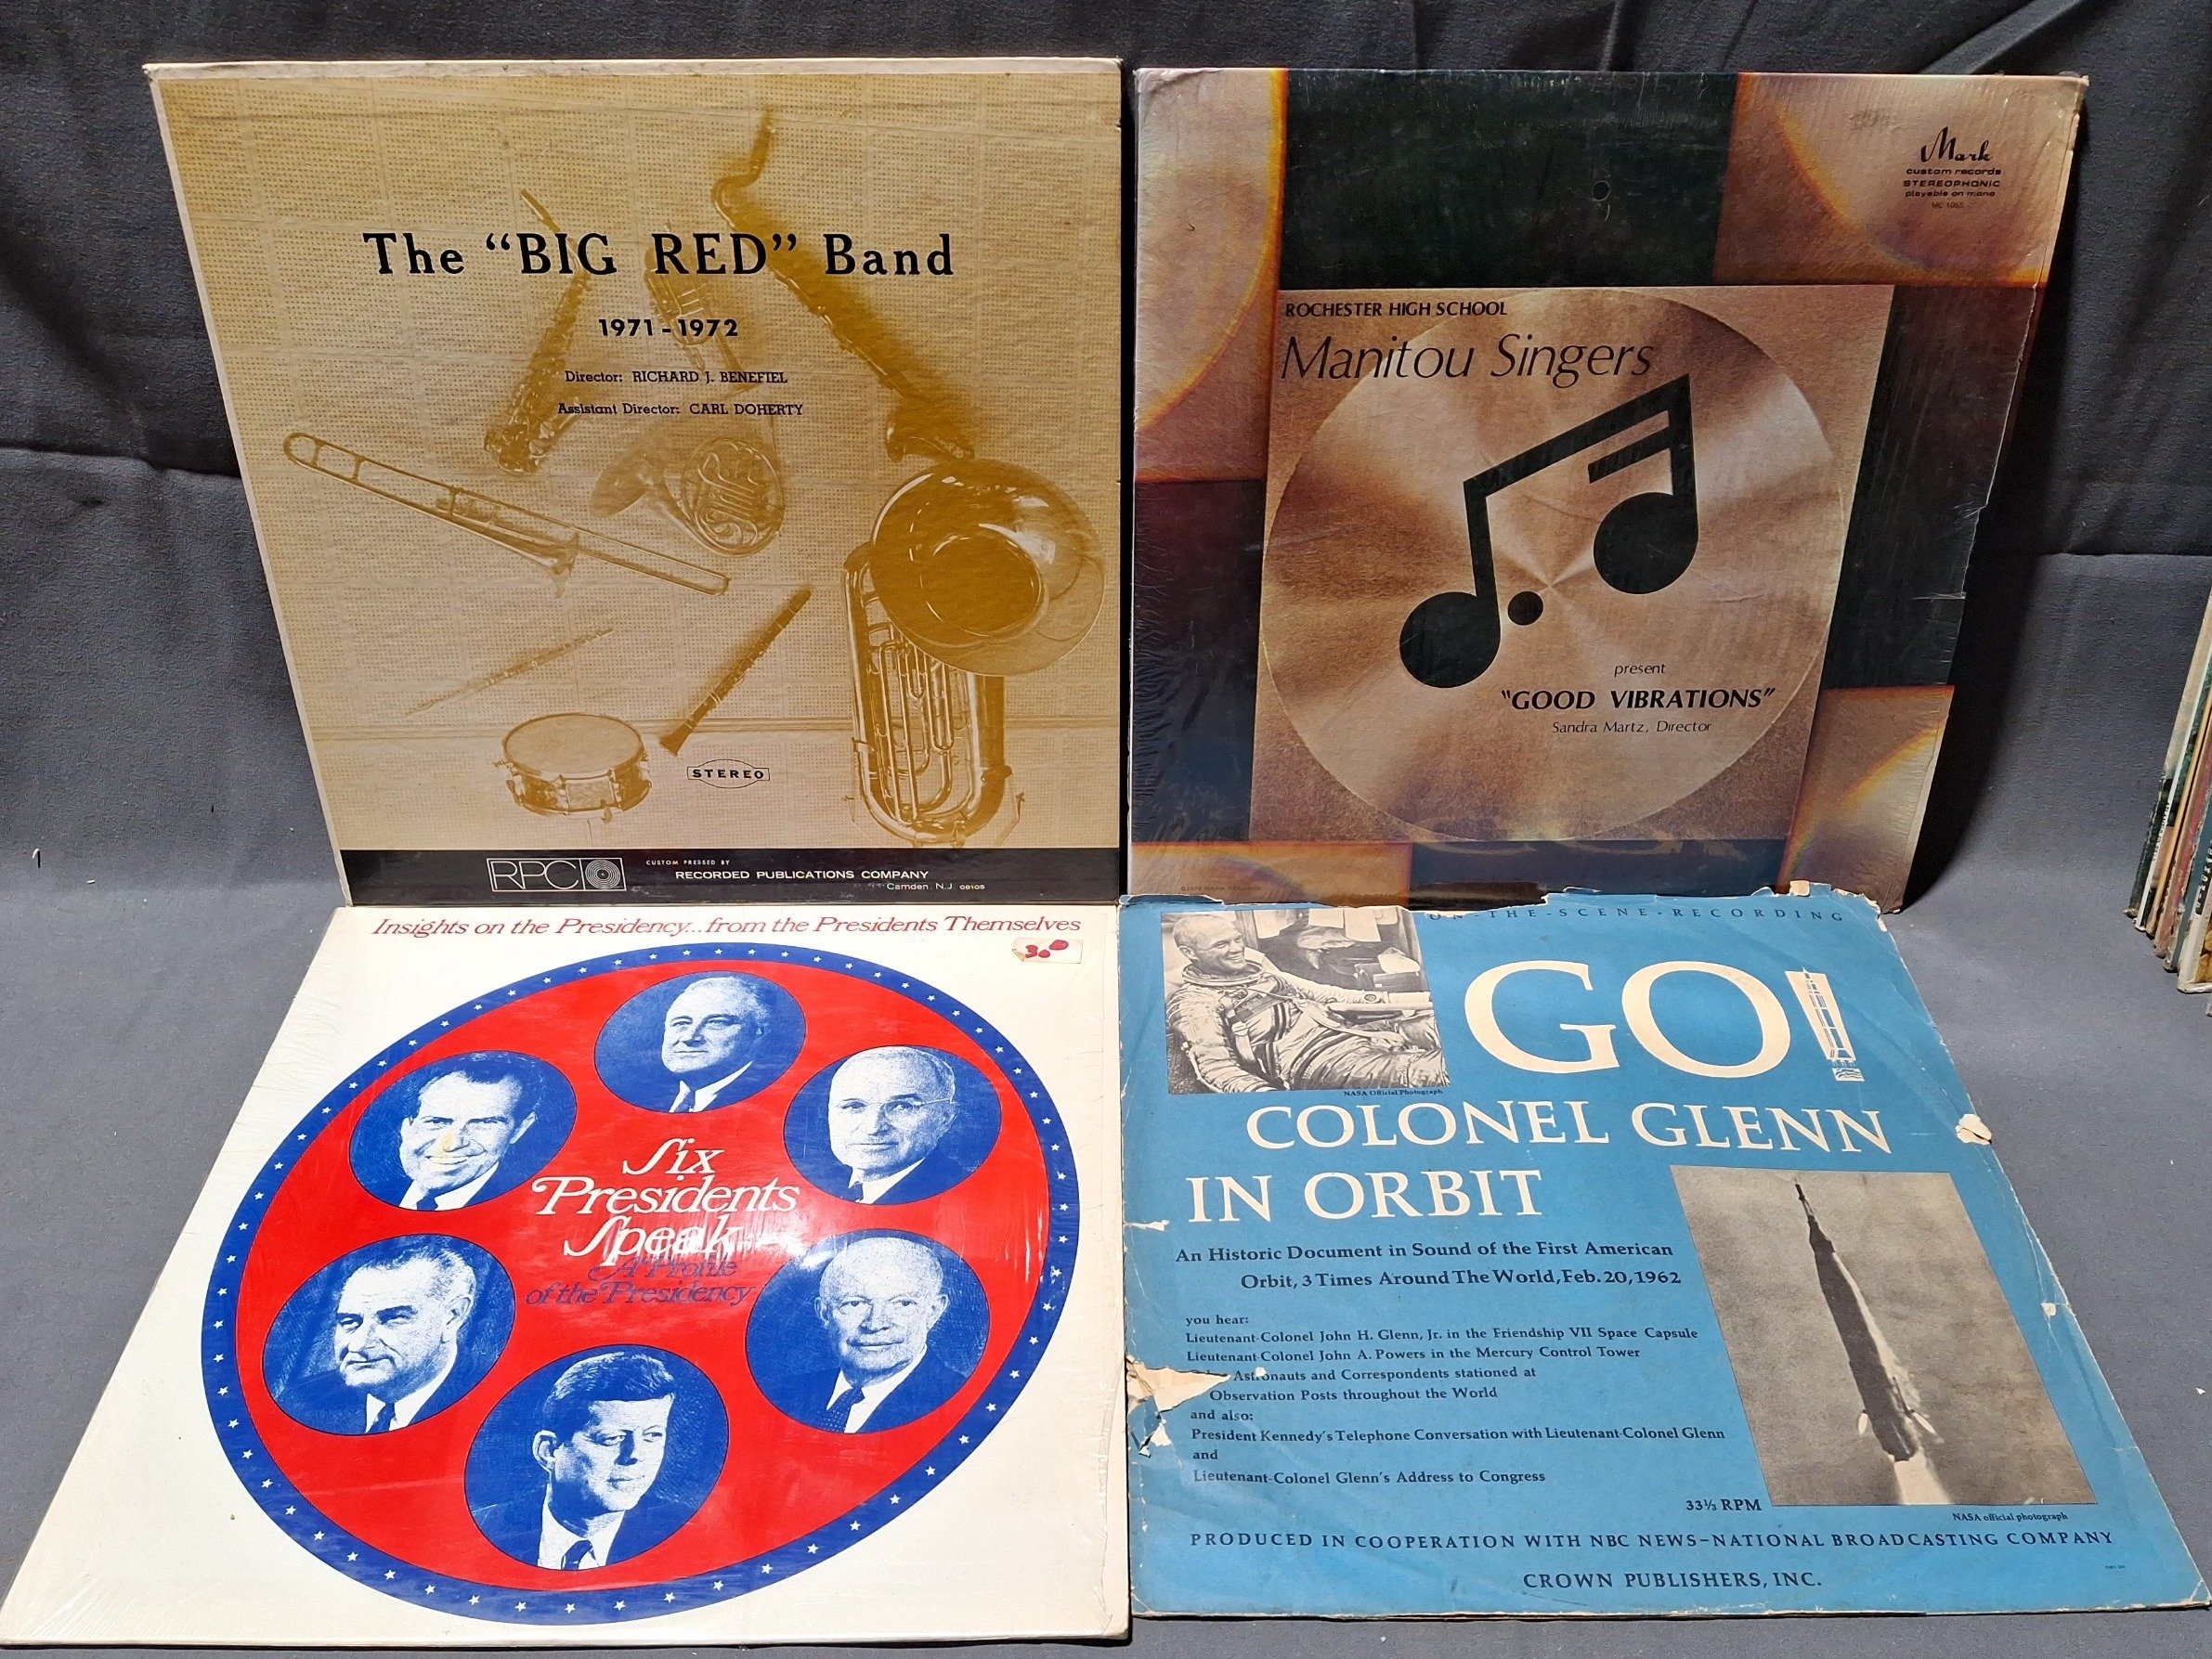 The "BIG RED" Band
1971-1972
Director: RICHARD J. BENEFIEL
Assistant Director: CARL DOHERTY
STEREO
RPC
CUSTOM PRESSED BY
RECORDED PUBLICATIONS COMPANY
Camden, N.J. 08105
Mark
custom records
STEREOPHONIC
playable on mono
ROCHESTER HIGH SCHOOL
Manitou Singers
present
"GOOD VIBRATIONS"
Sandra Martz, Director
Insights on the Presidency...from the Presidents Themselves
3.00
Six
Presidents
Speak
A Profile
of the Presidency
ON-THE-SCENE-RECORDING
GO!
NASA Official Photograph
COLONEL GLENN
IN ORBIT
An Historic Document in Sound of the First American
Orbit, 3 Times Around The World, Feb. 20, 1962
you hear:
Lieutenant-Colonel John H. Glenn, Jr. in the Friendship VII Space Capsule
Lieutenant-Colonel John A. Powers in the Mercury Control Tower
Astronauts and Correspondents stationed at
Observation Posts throughout the World
and also:
President Kennedy's Telephone Conversation with Lieutenant-Colonel Glenn
and
Lieutenant-Colonel Glenn's Address to Congress
33⅓ RPM
NASA official photograph
PRODUCED IN COOPERATION WITH NBC NEWS-NATIONAL BROADCASTING COMPANY
CROWN PUBLISHERS, INC.